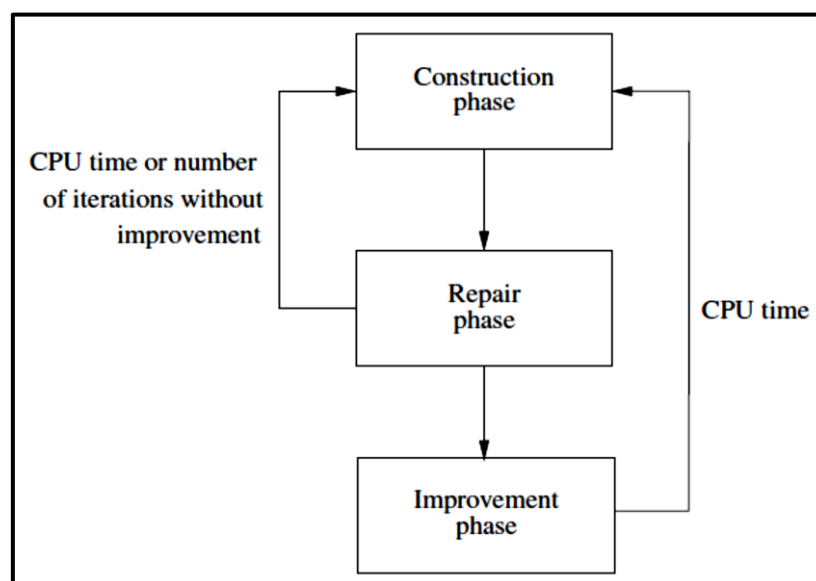 Construction
phase
CPU time or number
of iterations without
improvement
Repair
phase
CPU time
Improvement
phase